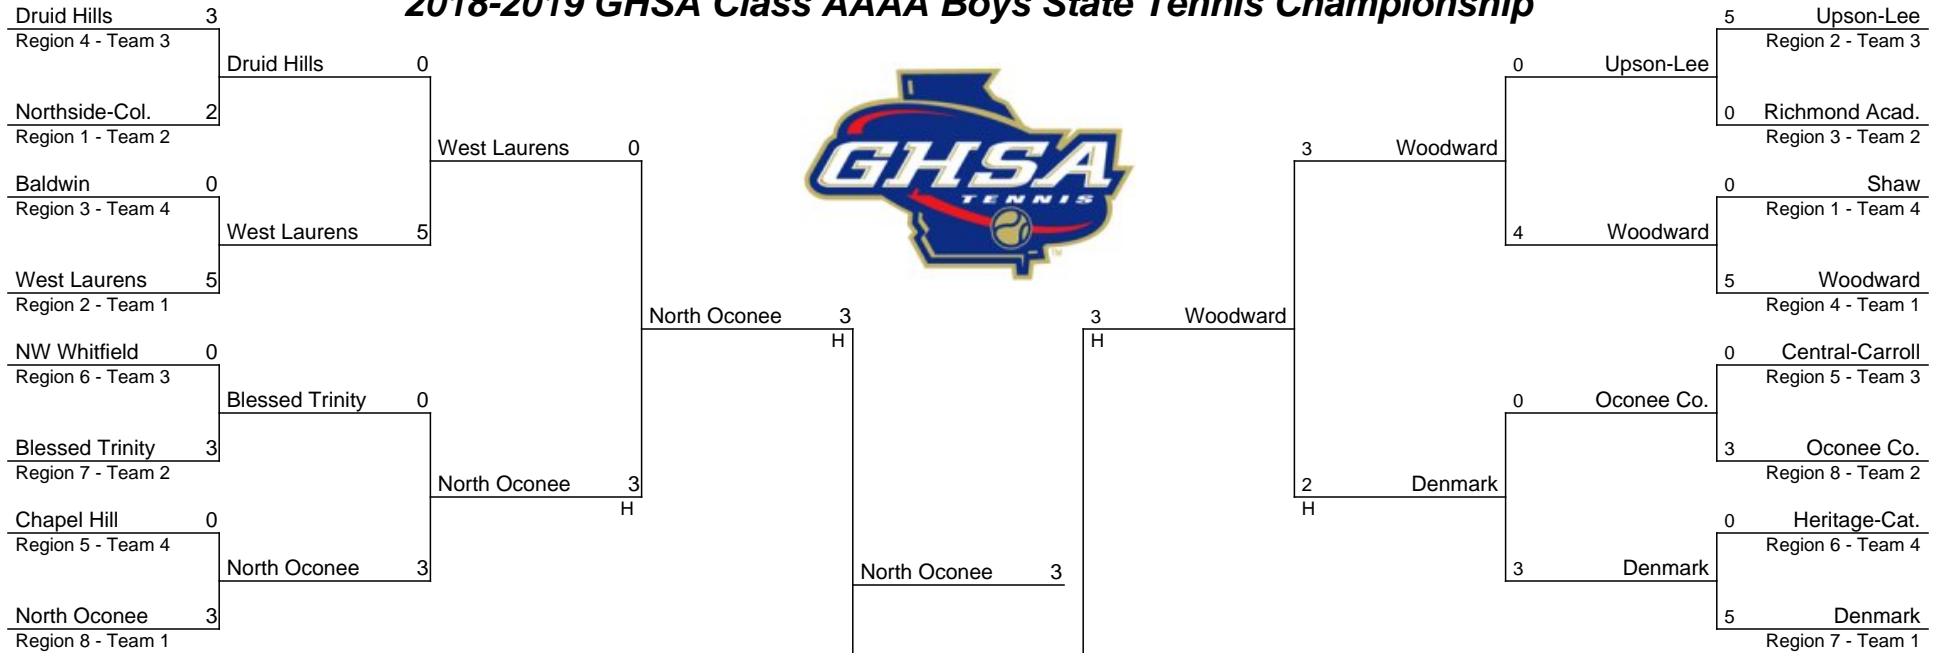 2018-2019 GHSA Class AAAA Boys State Tennis Championship
Druid Hills 3
Region 4 - Team 3
Druid Hills 0
Northside-Col. 2
Region 1 - Team 2
West Laurens 0
Baldwin 0
Region 3 - Team 4
West Laurens 5
West Laurens 5
Region 2 - Team 1
North Oconee 3
H
NW Whitfield 0
Region 6 - Team 3
Blessed Trinity 0
Blessed Trinity 3
Region 7 - Team 2
North Oconee 3
H
Chapel Hill 0
Region 5 - Team 4
North Oconee 3
North Oconee 3
Region 8 - Team 1
North Oconee 3
GHSA
TENNIS
TM
5 Upson-Lee
Region 2 - Team 3
0 Upson-Lee
0 Richmond Acad.
Region 3 - Team 2
3 Woodward
0 Shaw
Region 1 - Team 4
4 Woodward
5 Woodward
Region 4 - Team 1
3 Woodward
H
0 Central-Carroll
Region 5 - Team 3
0 Oconee Co.
3 Oconee Co.
Region 8 - Team 2
2 Denmark
H
0 Heritage-Cat.
Region 6 - Team 4
3 Denmark
5 Denmark
Region 7 - Team 1